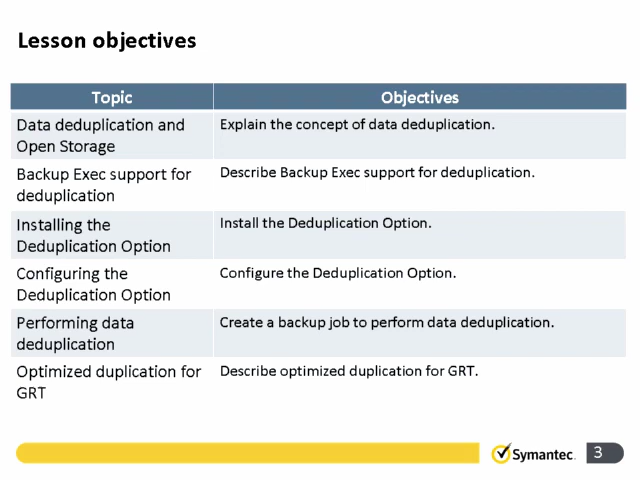 Lesson objectives
Topic Objectives
Data deduplication and Explain the concept of data deduplication.
Open Storage
Backup Exec support for Describe Backup Exec support for deduplication.
deduplication
Installing the Install the Deduplication Option.
Deduplication Option
Configuring the Configure the Deduplication Option.
Deduplication Option
Performing data Create a backup job to perform data deduplication.
deduplication
Optimized duplication for Describe optimized duplication for GRT.
GRT
Symantec. 3